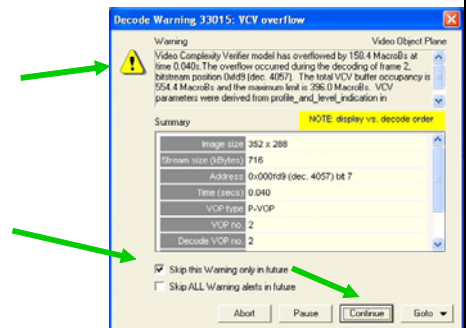 Decode Warning 33015: VCV overflow
Warning Video Object Plane
Video Complexity Verifier model has overflowed by 158.4 MacroBs at
time 0.040s. The overflow occurred during the decoding of frame 2,
bitstream position 0xfd9 (dec. 4057). The total VCV buffer occupancy is
554.4 MacroBs and the maximum limit is 396.0 MacroBs. VCV
parameters were derived from profile_and_level_indication in
Summary NOTE: display vs. decode order
Image size 352 x 288
Stream size (kBytes) 716
Address 0x000fd9 (dec. 4057) bit 7
Time (secs) 0.040
VOP type P-VOP
VOP no. 2
Decode VOP no. 2
Skip this Warning only in future
Skip ALL Warning alerts in future
Abort Pause Continue Goto